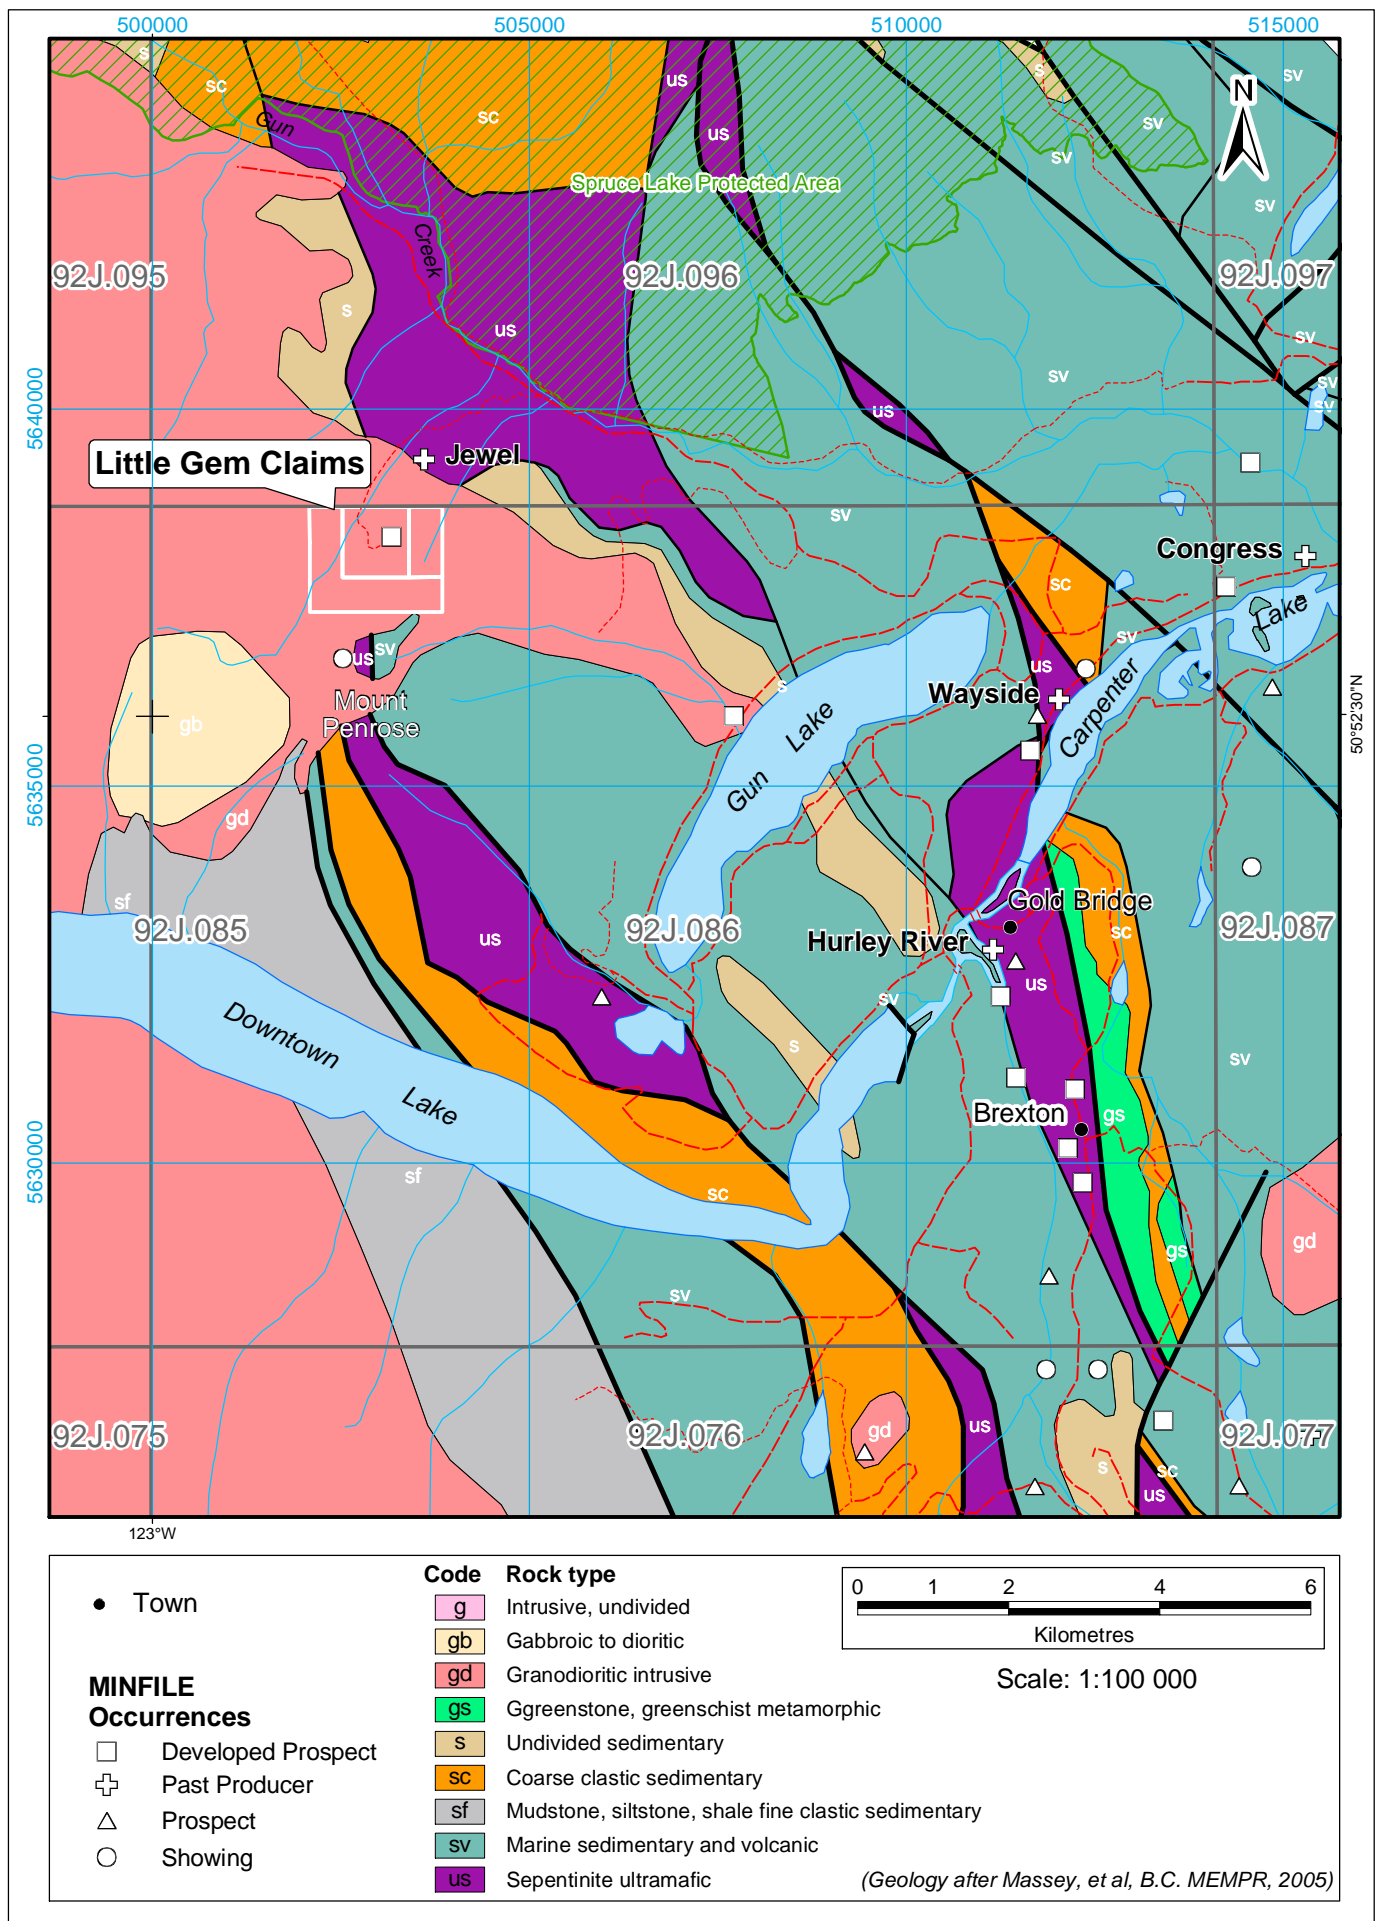 500000 505000 510000 515000
s
sc
us
sv
Gun
sc
us
s
sv
N
Spruce Lake Protected Area
sv
sv
Creek
92J.095
92J.096
92J.097
s
us
sv
sv
sv
sv
us
5640000
Little Gem Claims
Jewel
sv
Congress
sc
Lake
sv
us
sv
Mount
Penrose
us
s
Wayside
Carpenter
gb
Gun
Lake
50°52'30"N
5635000
gd
sf
92J.085
us
92J.086
Gold Bridge
Hurley River
sc
92J.087
us
sv
Downtown
Lake
s
sv
Brexton
gs
5630000
sf
sc
gs
gd
sv
92J.075
92J.076
gd
us
92J.077
s
sc
us
123°W
Town
MINFILE
Occurrences
Developed Prospect
Past Producer
Prospect
Showing
Code Rock type
g Intrusive, undivided
gb Gabbroic to dioritic
gd Granodioritic intrusive
gs Ggreenstone, greenschist metamorphic
s Undivided sedimentary
sc Coarse clastic sedimentary
sf Mudstone, siltstone, shale fine clastic sedimentary
sv Marine sedimentary and volcanic
us Sepentinite ultramafic
0 1 2 4 6
Kilometres
Scale: 1:100 000
(Geology after Massey, et al, B.C. MEMPR, 2005)